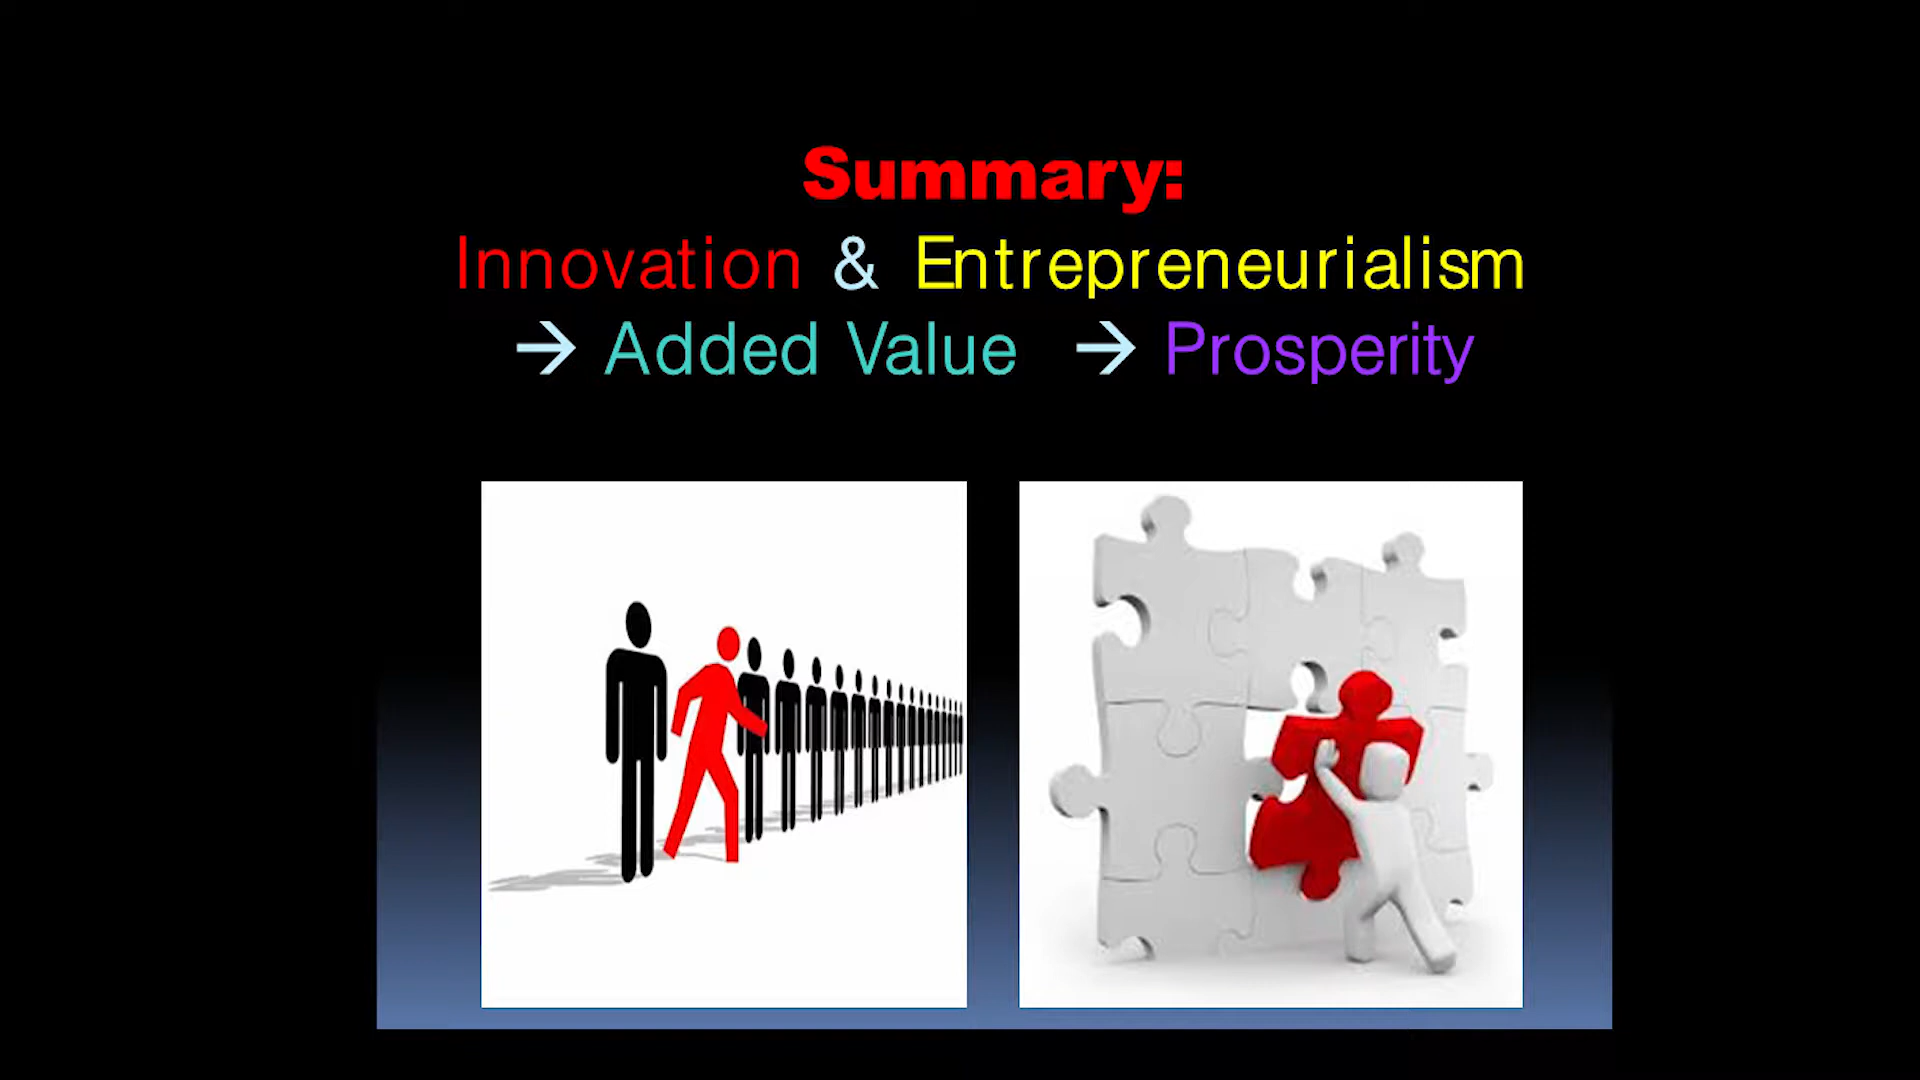 Summary:
Innovation & Entrepreneurialism
→ Added Value → Prosperity